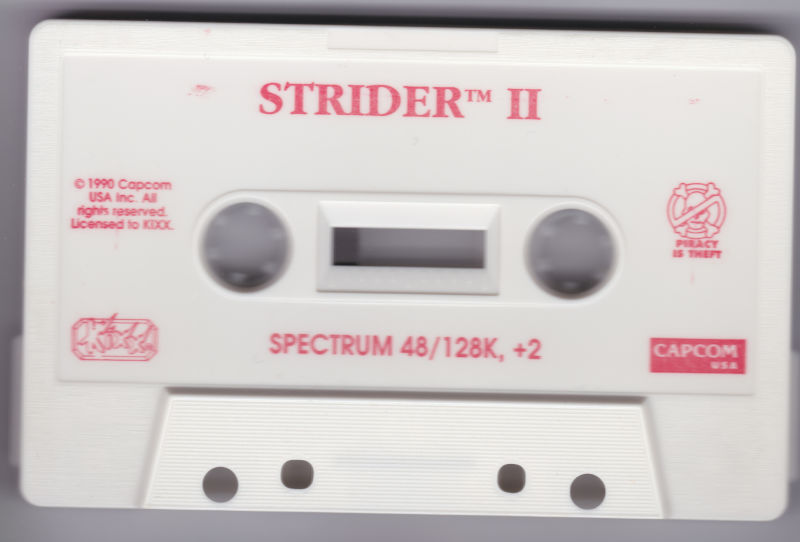 STRIDER™ II
© 1990 Capcom
USA Inc. All
rights reserved.
Licensed to KIXX.
PIRACY
IS THEFT
Kixx
SPECTRUM 48/128K, +2
CAPCOM
USA